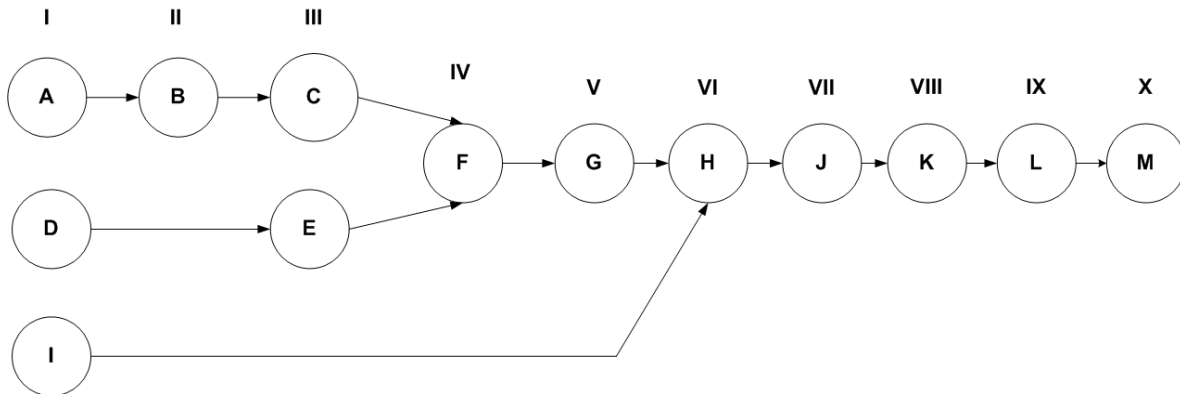 I II III
IV V VI VII VIII IX X
A B C
F G H J K L M
D E
I